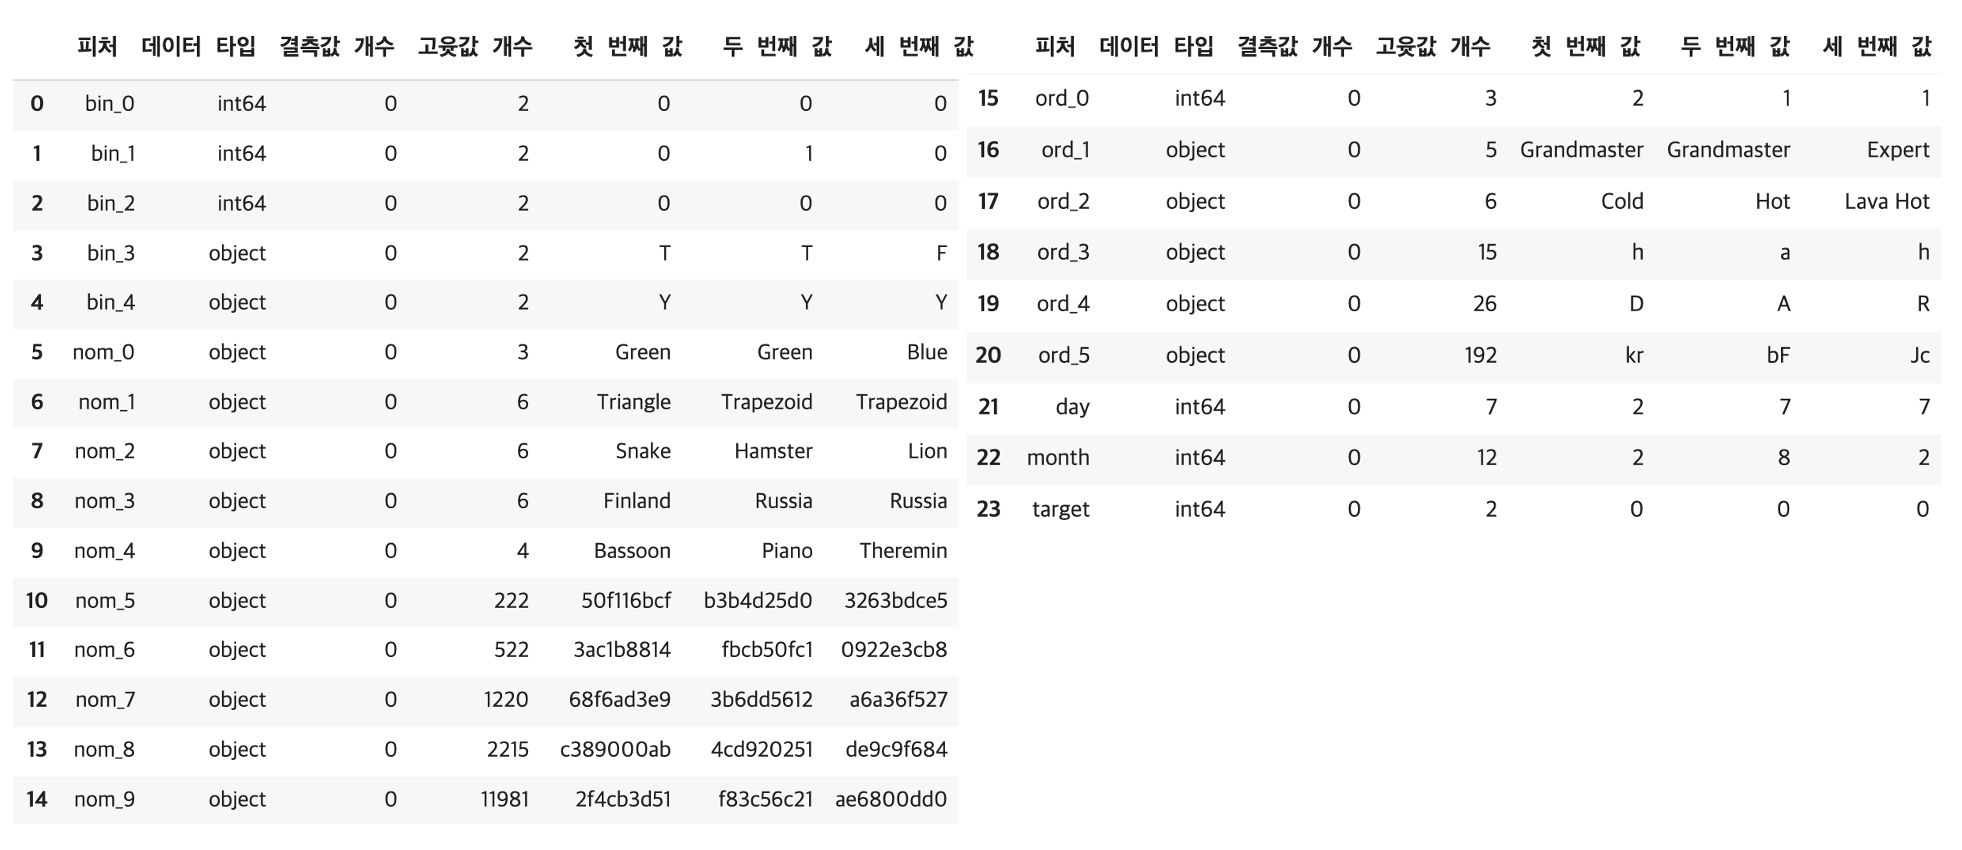 피처 데이터 타입 결측값 개수 고윳값 개수 첫 번째 값 두 번째 값 세 번째 값
0 bin_0 int64 0 2 0 0 0
1 bin_1 int64 0 2 0 1 0
2 bin_2 int64 0 2 0 0 0
3 bin_3 object 0 2 T T F
4 bin_4 object 0 2 Y Y Y
5 nom_0 object 0 3 Green Green Blue
6 nom_1 object 0 6 Triangle Trapezoid Trapezoid
7 nom_2 object 0 6 Snake Hamster Lion
8 nom_3 object 0 6 Finland Russia Russia
9 nom_4 object 0 4 Bassoon Piano Theremin
10 nom_5 object 0 222 50f116bcf b3b4d25d0 3263bdce5
11 nom_6 object 0 522 3ac1b8814 fbcb50fc1 0922e3cb8
12 nom_7 object 0 1220 68f6ad3e9 3b6dd5612 a6a36f527
13 nom_8 object 0 2215 c389000ab 4cd920251 de9c9f684
14 nom_9 object 0 11981 2f4cb3d51 f83c56c21 ae6800dd0
피처 데이터 타입 결측값 개수 고윳값 개수 첫 번째 값 두 번째 값 세 번째 값
15 ord_0 int64 0 3 2 1 1
16 ord_1 object 0 5 Grandmaster Grandmaster Expert
17 ord_2 object 0 6 Cold Hot Lava Hot
18 ord_3 object 0 15 h a h
19 ord_4 object 0 26 D A R
20 ord_5 object 0 192 kr bF Jc
21 day int64 0 7 2 7 7
22 month int64 0 12 2 8 2
23 target int64 0 2 0 0 0